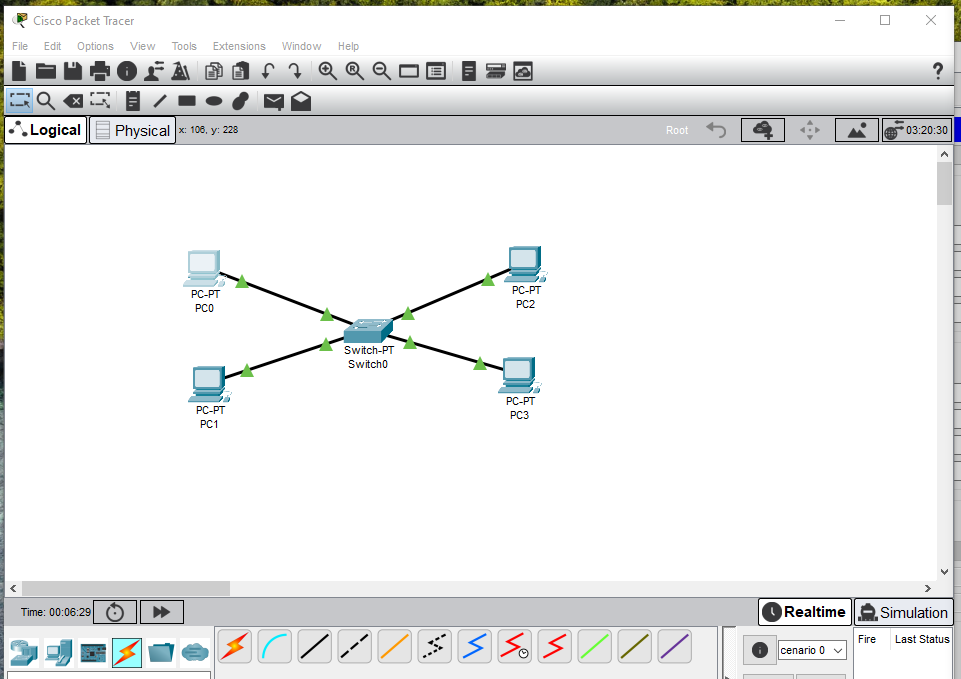 Cisco Packet Tracer
File Edit Options View Tools Extensions Window Help
?
Logical Physical x: 106, y: 228 Root 03:20:30
PC-PT
PC0
PC-PT
PC2
Switch-PT
Switch0
PC-PT
PC1
PC-PT
PC3
Time: 00:06:29 Realtime Simulation
cenario 0 Fire Last Status